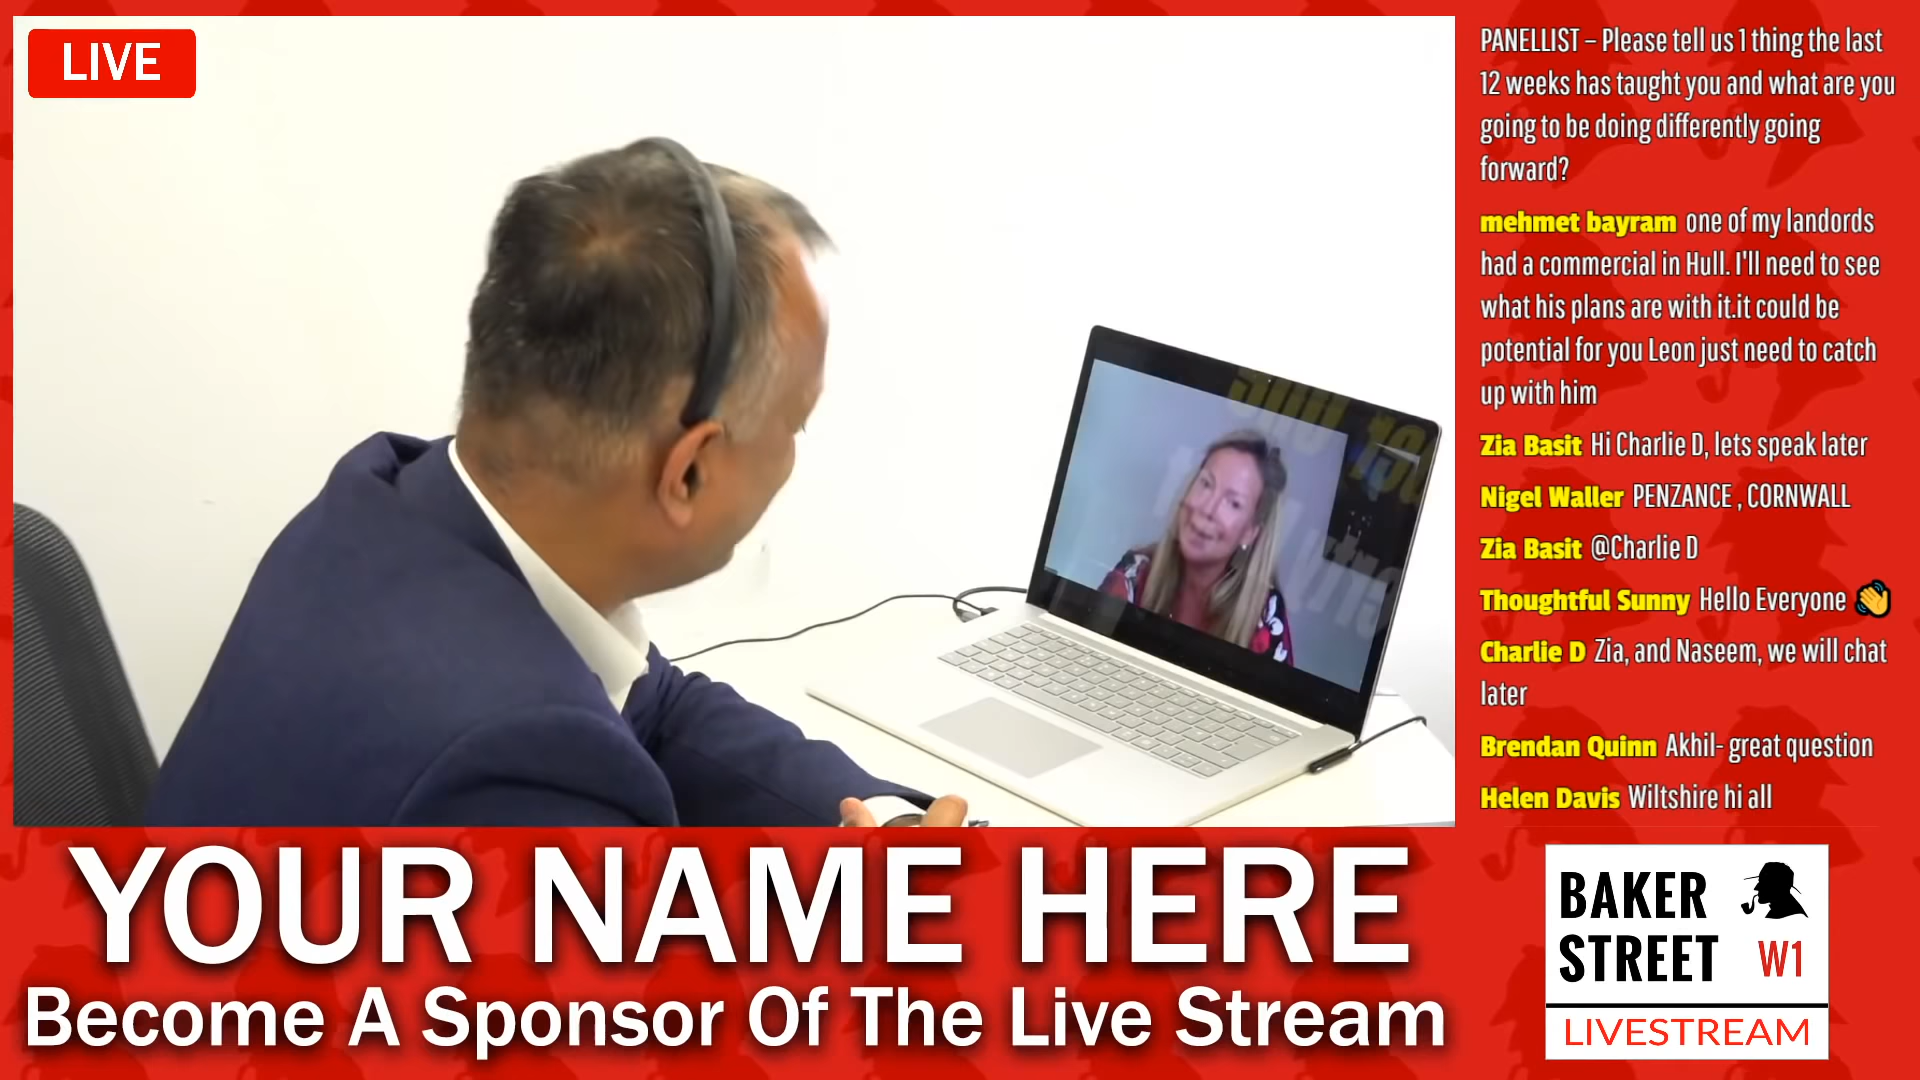 LIVE
PANELLIST – Please tell us 1 thing the last
12 weeks has taught you and what are you
going to be doing differently going
forward?
mehmet bayram one of my landords
had a commercial in Hull. I'll need to see
what his plans are with it.it could be
potential for you Leon just need to catch
up with him
Zia Basit Hi Charlie D, lets speak later
Nigel Waller PENZANCE , CORNWALL
Zia Basit @Charlie D
Thoughtful Sunny Hello Everyone 👋
Charlie D Zia, and Naseem, we will chat
later
Brendan Quinn Akhil- great question
Helen Davis Wiltshire hi all
YOUR NAME HERE
Become A Sponsor Of The Live Stream
BAKER
STREET W1
LIVESTREAM